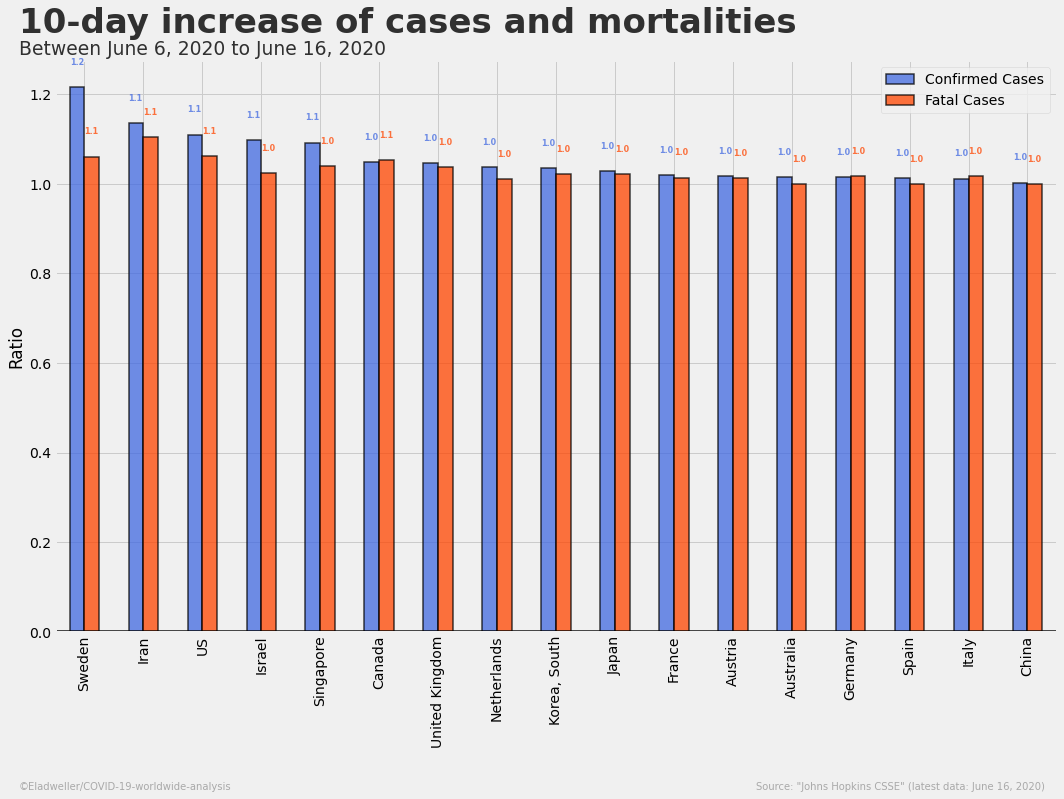 10-day increase of cases and mortalities
Between June 6, 2020 to June 16, 2020
Confirmed Cases
Fatal Cases
Ratio
1.2
1.0
0.8
0.6
0.4
0.2
0.0
1.2 1.1 1.1 1.1 1.1 1.1 1.1 1.0 1.1 1.0 1.0 1.1 1.0 1.0 1.0 1.0 1.0 1.0 1.0 1.0 1.0 1.0 1.0 1.0 1.0 1.0 1.0 1.0 1.0 1.0 1.0 1.0 1.0 1.0
Sweden
Iran
US
Israel
Singapore
Canada
United Kingdom
Netherlands
Korea, South
Japan
France
Austria
Australia
Germany
Spain
Italy
China
©Eladweller/COVID-19-worldwide-analysis
Source: "Johns Hopkins CSSE" (latest data: June 16, 2020)